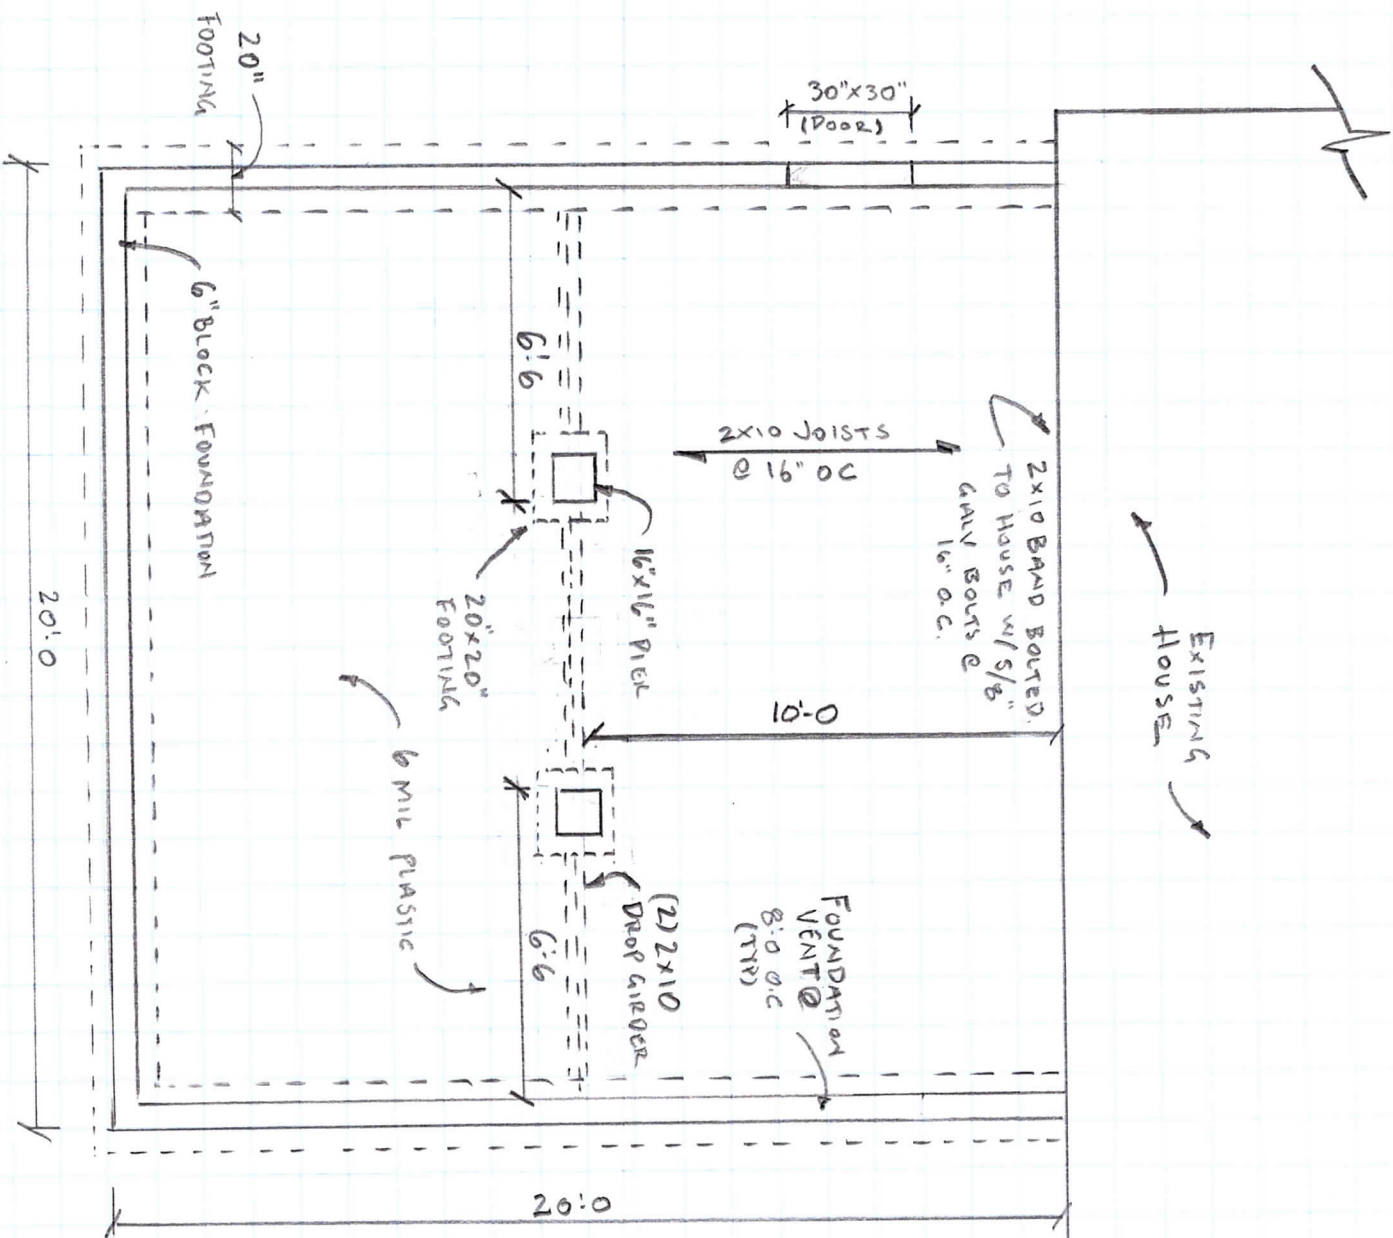 30"x30"
(DOOR)
20"
FOOTING
6" BLOCK FOUNDATION
6'-6
2x10 JOISTS
@ 16" OC
2x10 BAND BOLTED
TO HOUSE W/ 5/8"
GALV BOLTS @
16" O.C.
EXISTING
HOUSE
16"x16" PIER
20"x20"
FOOTING
10'-0
20'-0
6 MIL PLASTIC
6'-6
(2) 2x10
DROP GIRDER
FOUNDATION
VENT @
8'-0 O.C
(TYP)
20'-0